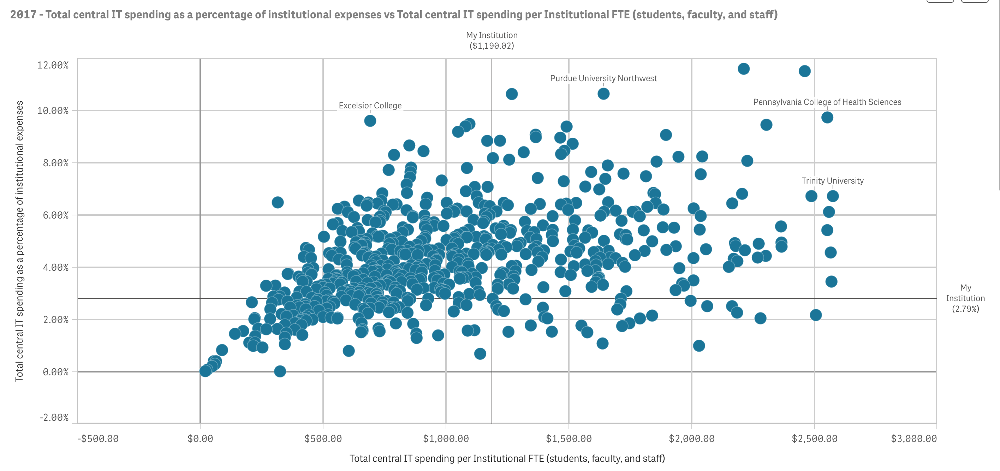 2017 - Total central IT spending as a percentage of institutional expenses vs Total central IT spending per Institutional FTE (students, faculty, and staff)
My Institution
($1,190.02)
12.00%
Purdue University Northwest
Pennsylvania College of Health Sciences
Excelsior College
10.00%
8.00%
Trinity University
6.00%
4.00%
My
Institution
(2.79%)
2.00%
0.00%
-2.00%
Total central IT spending as a percentage of institutional expenses
-$500.00
$0.00
$500.00
$1,000.00
$1,500.00
$2,000.00
$2,500.00
$3,000.00
Total central IT spending per Institutional FTE (students, faculty, and staff)